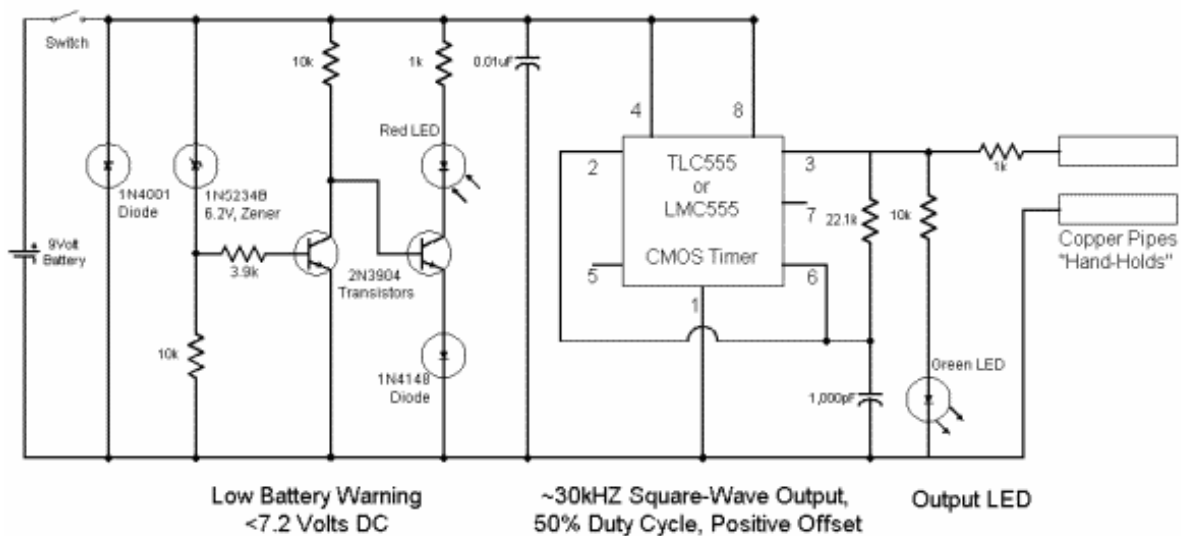 Switch
10k
1k
0.01uF
4
8
Red LED
2
TLC555
or
LMC555
CMOS Timer
3
1k
1N4001
Diode
1N5234B
6.2V, Zener
7
22.1k
10k
9Volt
Battery
+
3.9k
2N3904
Transistors
5
6
Copper Pipes
"Hand-Holds"
1
10k
1N4148
Diode
Green LED
1,000pF
Low Battery Warning
<7.2 Volts DC
~30kHZ Square-Wave Output,
50% Duty Cycle, Positive Offset
Output LED